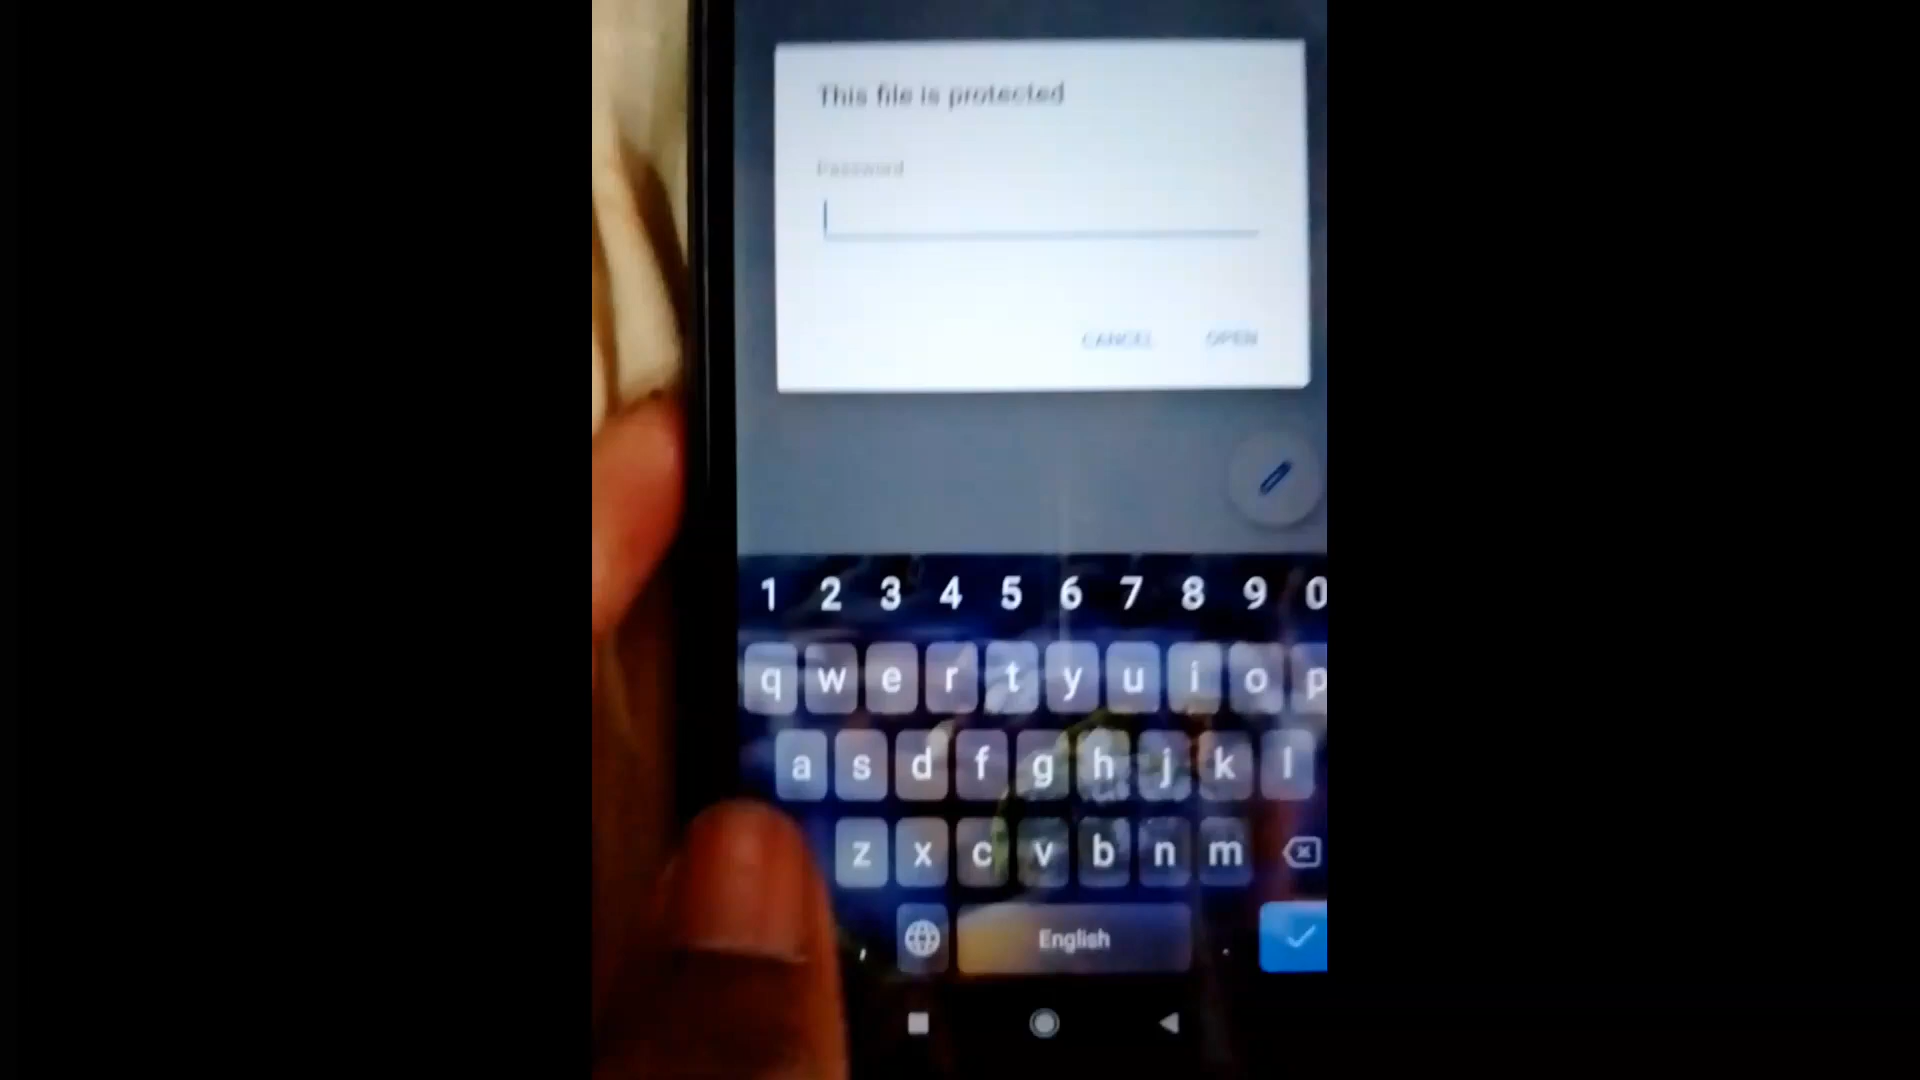 This file is protected
Password
CANCEL OPEN
1 2 3 4 5 6 7 8 9 0
q w e r t y u i o p
a s d f g h j k l
z x c v b n m
, English .